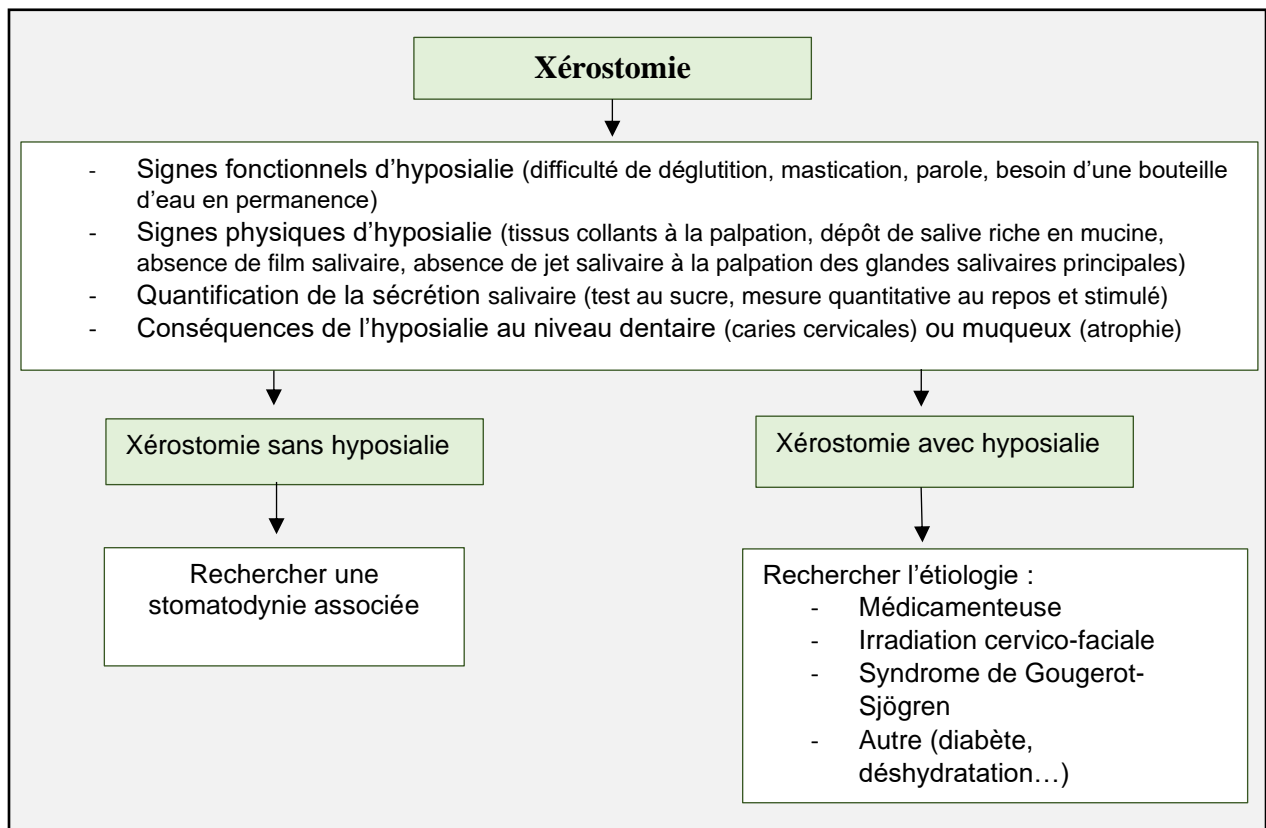 Xérostomie
- Signes fonctionnels d’hyposialie (difficulté de déglutition, mastication, parole, besoin d’une bouteille
d’eau en permanence)
- Signes physiques d’hyposialie (tissus collants à la palpation, dépôt de salive riche en mucine,
absence de film salivaire, absence de jet salivaire à la palpation des glandes salivaires principales)
- Quantification de la sécrétion salivaire (test au sucre, mesure quantitative au repos et stimulé)
- Conséquences de l’hyposialie au niveau dentaire (caries cervicales) ou muqueux (atrophie)
Xérostomie sans hyposialie
Rechercher une
stomatodynie associée
Xérostomie avec hyposialie
Rechercher l’étiologie :
- Médicamenteuse
- Irradiation cervico-faciale
- Syndrome de Gougerot-
Sjögren
- Autre (diabète,
déshydratation…)